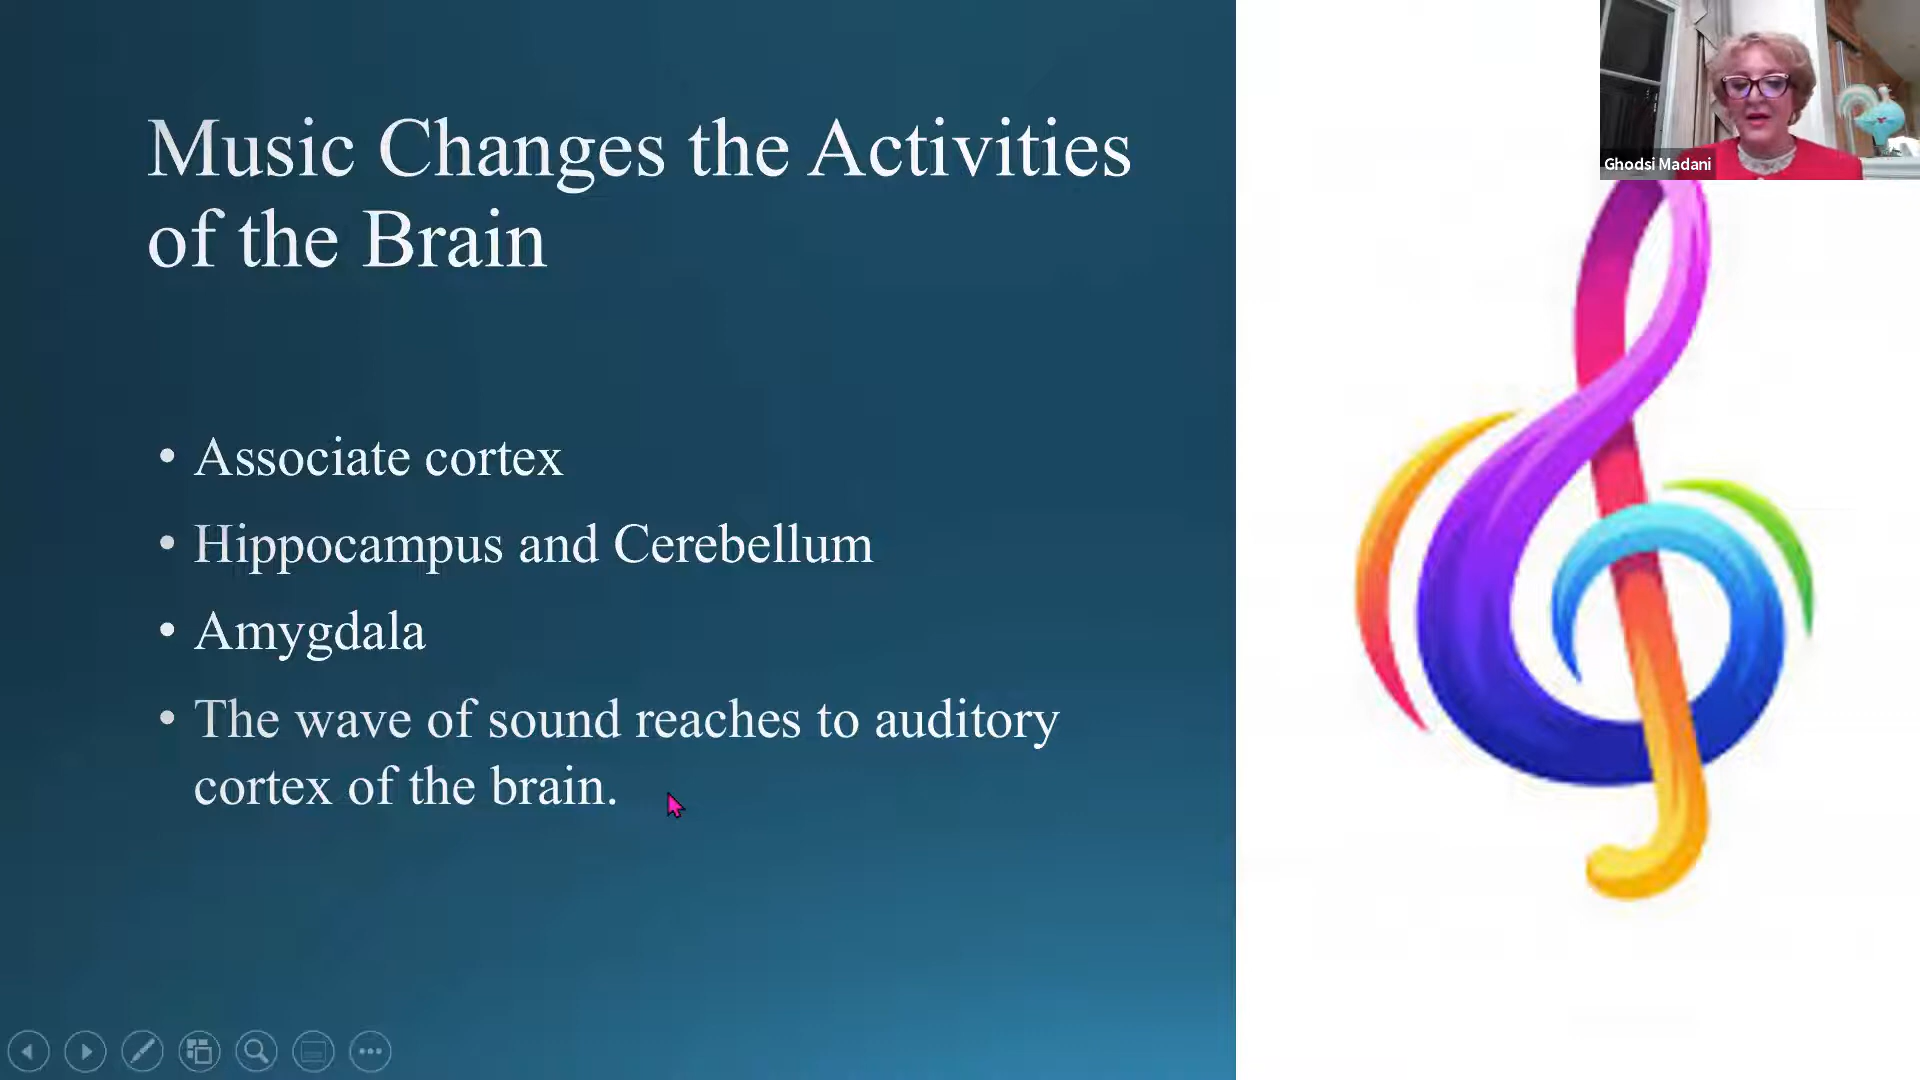 Music Changes the Activities
of the Brain
• Associate cortex
• Hippocampus and Cerebellum
• Amygdala
• The wave of sound reaches to auditory
cortex of the brain.
Ghodsi Madani